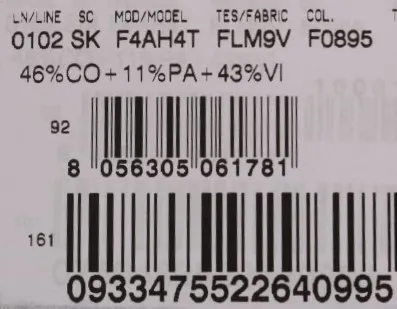 LN/LINE SC MOD/MODEL TES/FABRIC COL.
0102 SK F4AH4T FLM9V F0895
46%CO+11%PA+43%VI
92
8 056305 061781
161
0933475522640995